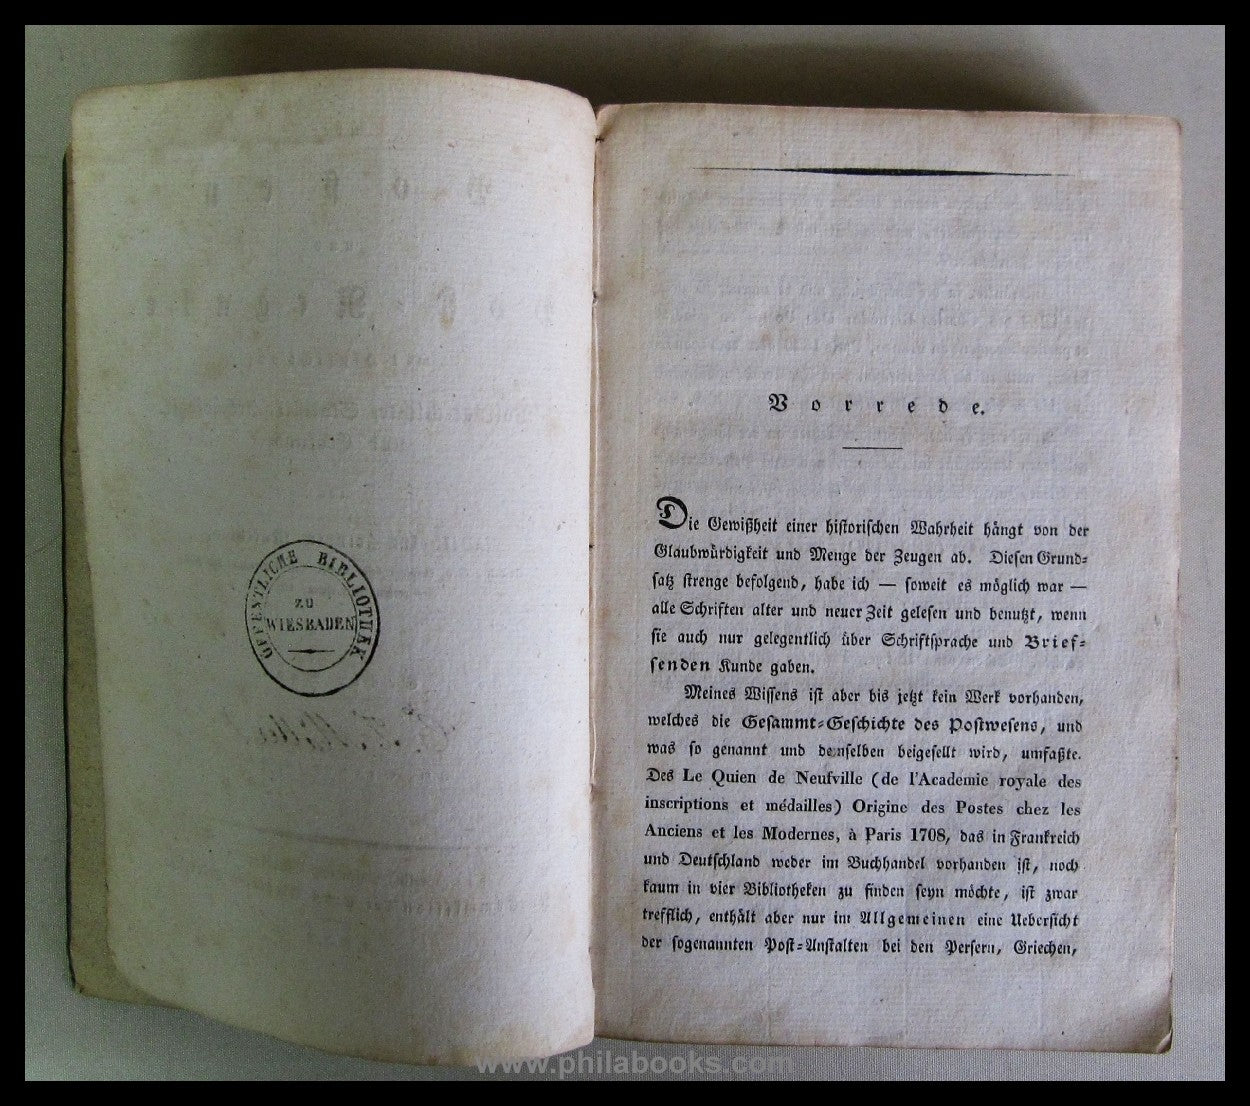 ÖFFENTLICHE BIBLIOTHEK
ZU
WIESBADEN
Vorrede.
Die Gewißheit einer historischen Wahrheit hängt von der
Glaubwürdigkeit und Menge der Zeugen ab. Diesen Grund=
satz strenge befolgend, habe ich — soweit es möglich war —
alle Schriften alter und neuer Zeit gelesen und benutzt, wenn
sie auch nur gelegentlich über Schriftsprache und Brief=
senden Kunde gaben.
Meines Wissens ist aber bis jetzt kein Werk vorhanden,
welches die Gesammt=Geschichte des Postwesens, und
was so genannt und demselben beigesellt wird, umfaßte.
Des Le Quien de Neufville (de l'Academie royale des
inscriptions et médailles) Origine des Postes chez les
Anciens et les Modernes, à Paris 1708, das in Frankreich
und Deutschland weder im Buchhandel vorhanden ist, noch
kaum in vier Bibliotheken zu finden seyn möchte, ist zwar
trefflich, enthält aber nur im Allgemeinen eine Uebersicht
der sogenannten Post=Anstalten bei den Persern, Griechen,
www.philabooks.com